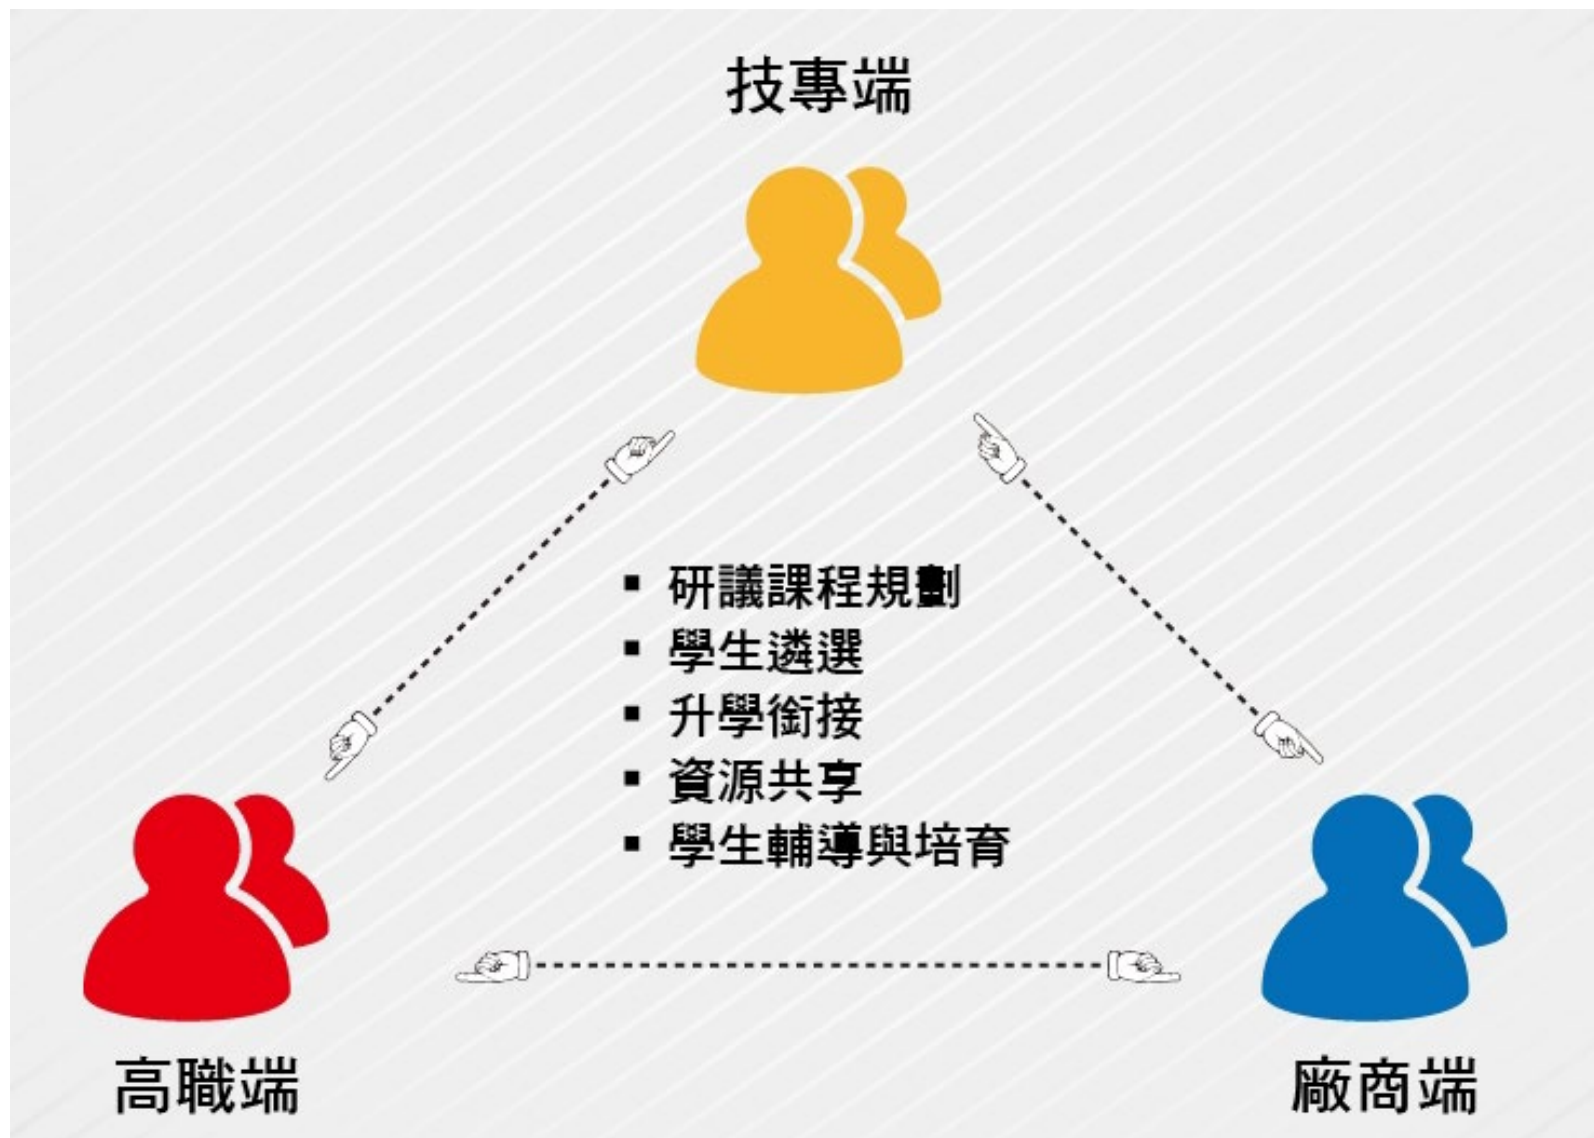 技專端
▪ 研議課程規劃
▪ 學生遴選
▪ 升學銜接
▪ 資源共享
▪ 學生輔導與培育
高職端
廠商端